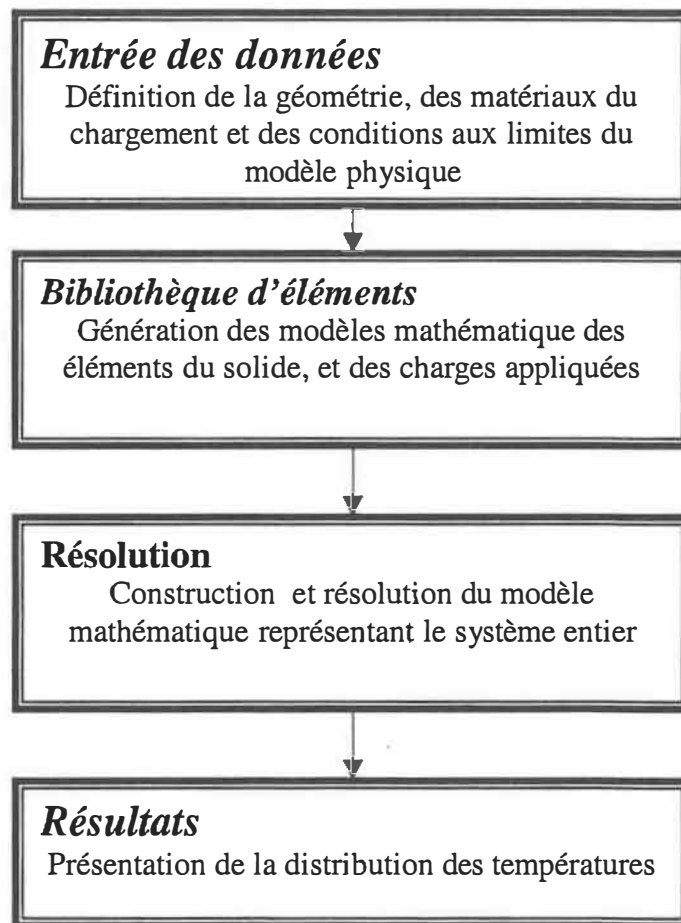 Entrée des données
Définition de la géométrie, des matériaux du
chargement et des conditions aux limites du
modèle physique
Bibliothèque d'éléments
Génération des modèles mathématique des
éléments du solide, et des charges appliquées
Résolution
Construction et résolution du modèle
mathématique représentant le système entier
Résultats
Présentation de la distribution des températures